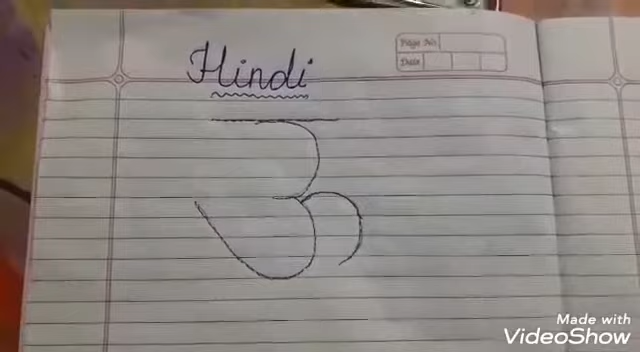 Hindi
Page No
Date
उ
Made with
VideoShow